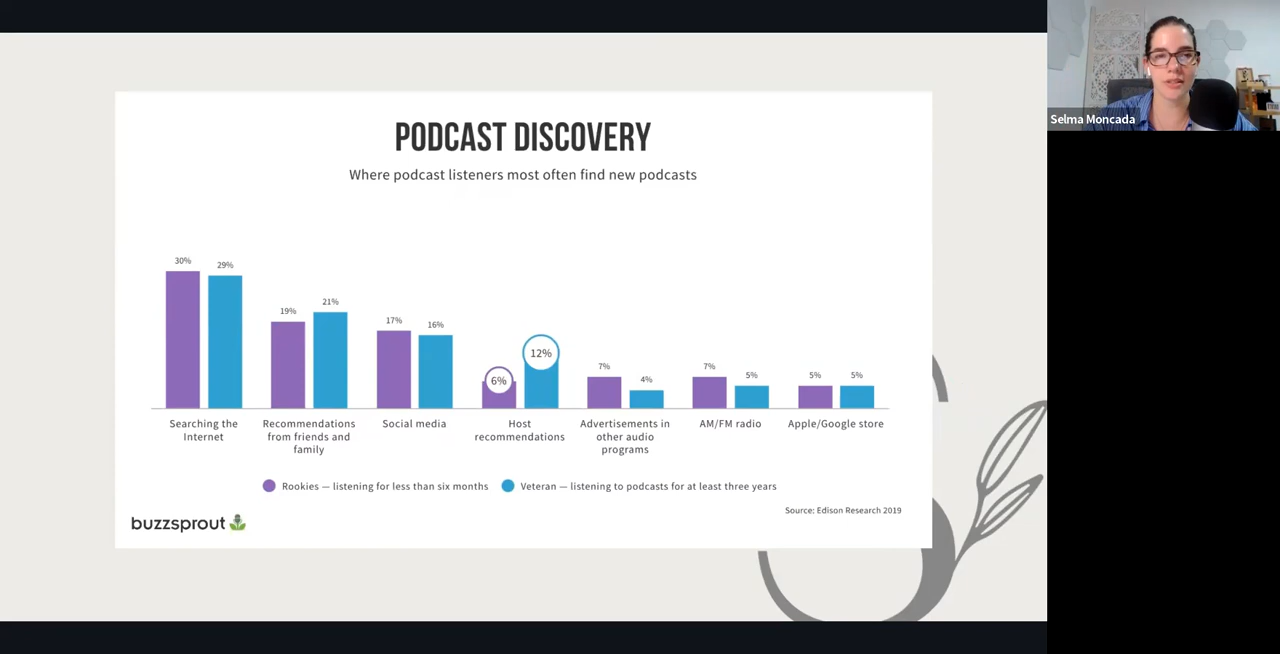 PODCAST DISCOVERY
Where podcast listeners most often find new podcasts
30%
29%
19%
21%
17%
16%
6%
12%
7%
4%
7%
5%
5%
5%
Searching the
Internet
Recommendations
from friends and
family
Social media
Host
recommendations
Advertisements in
other audio
programs
AM/FM radio
Apple/Google store
Rookies — listening for less than six months
Veteran — listening to podcasts for at least three years
Source: Edison Research 2019
buzzsprout
Selma Moncada